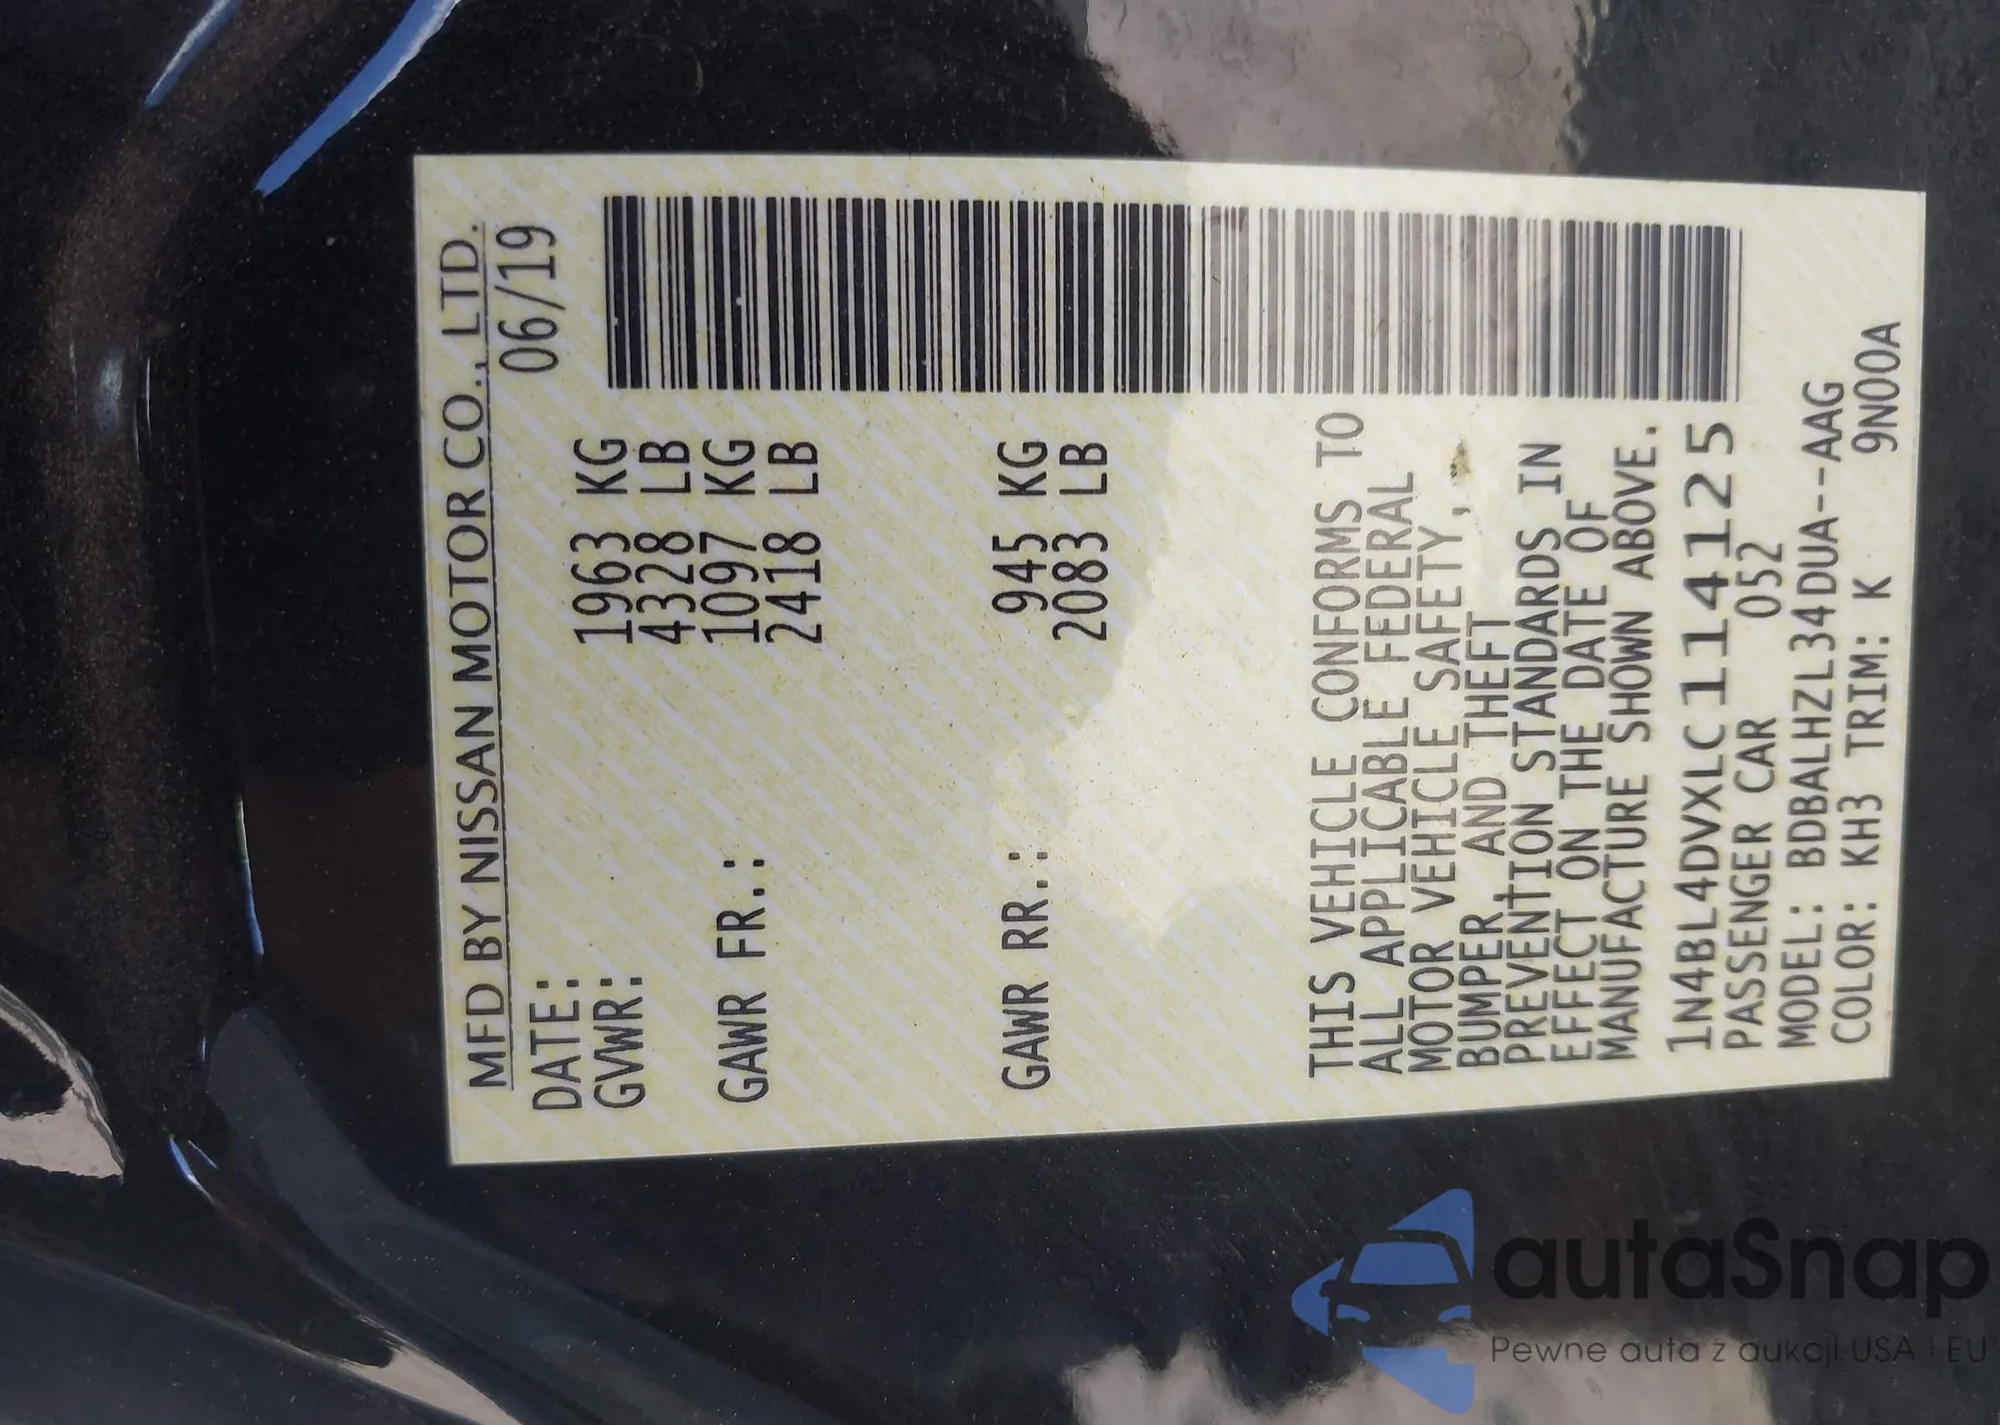 MFD BY NISSAN MOTOR CO., LTD.
DATE: 06/19
GVWR: 1963 KG
4328 LB
GAWR FR.: 1097 KG
2418 LB
GAWR RR.: 945 KG
2083 LB
THIS VEHICLE CONFORMS TO
ALL APPLICABLE FEDERAL
MOTOR VEHICLE SAFETY,
BUMPER, AND THEFT
PREVENTION STANDARDS IN
EFFECT ON THE DATE OF
MANUFACTURE SHOWN ABOVE.
1N4BL4DVXLC114125
PASSENGER CAR 052
MODEL: BDBALHZL34DUA--AAG
COLOR: KH3 TRIM: K 9N00A
autaSnap
Pewne auta z aukcji USA i EU